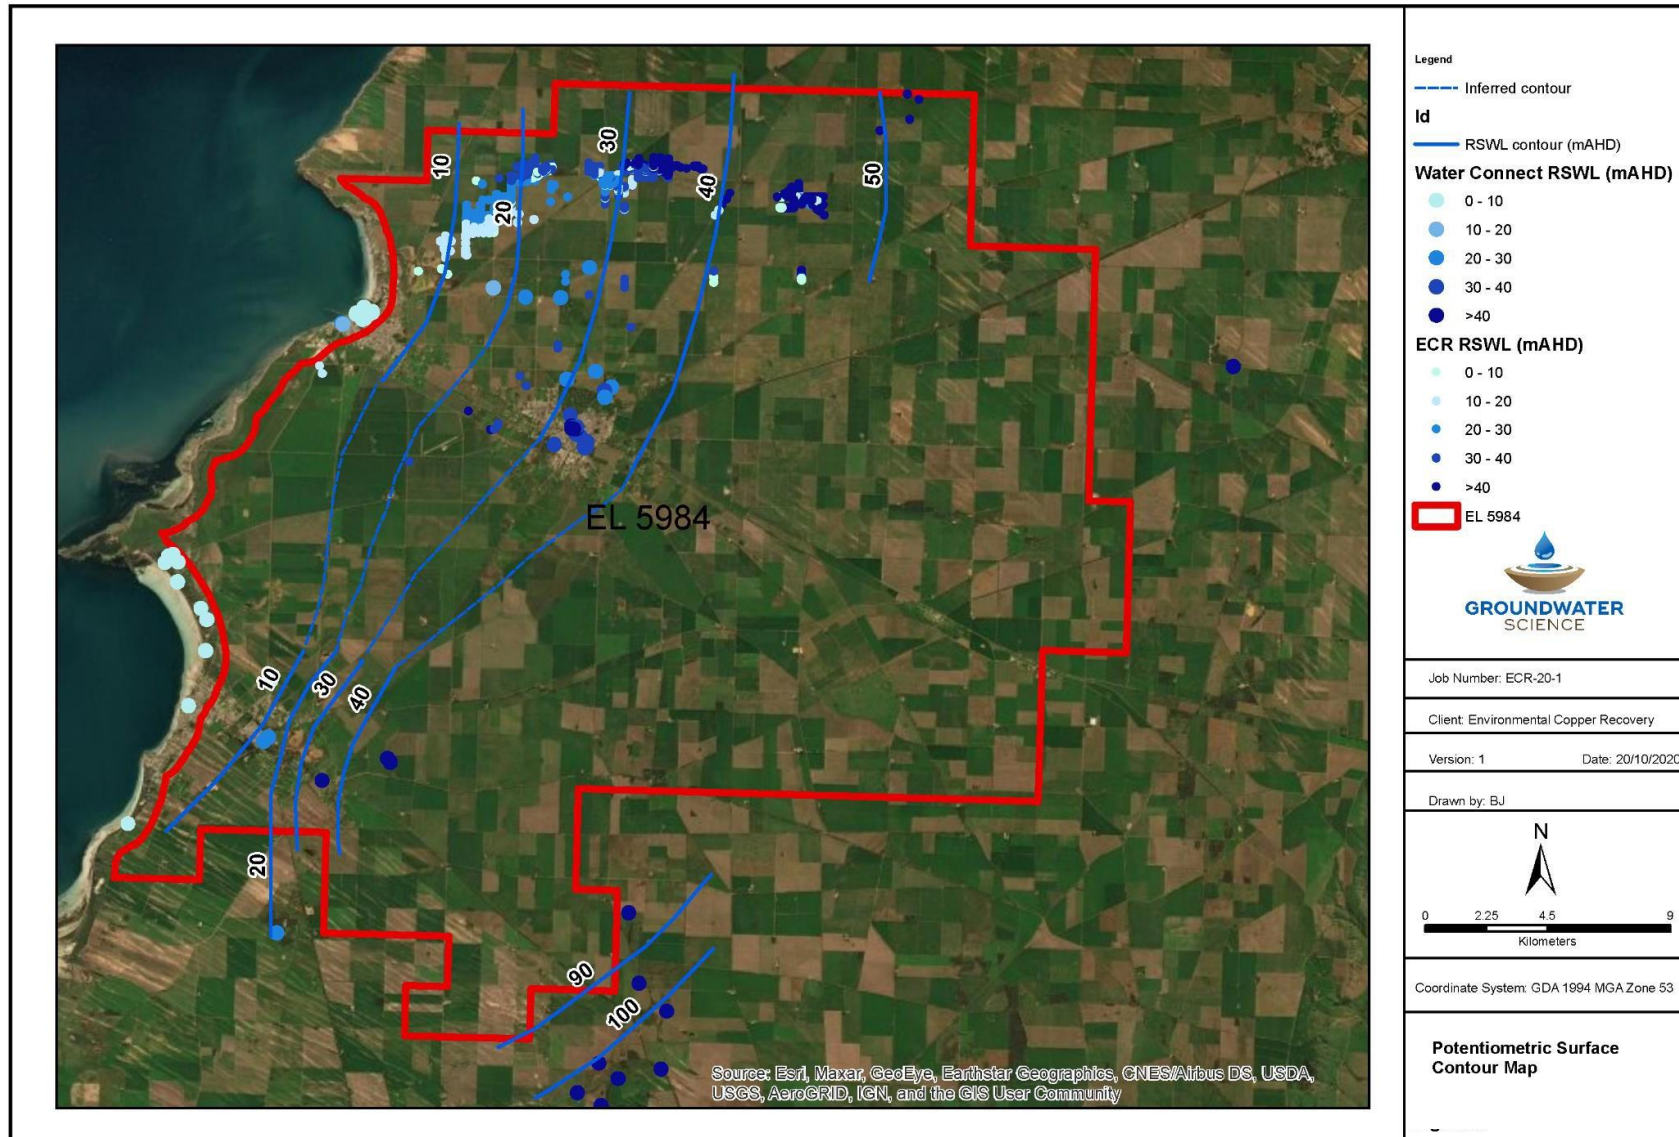 10
20
30
40
50
EL 5984
10
30
40
20
90
100
Source: Esri, Maxar, GeoEye, Earthstar Geographics, CNES/Airbus DS, USDA,
USGS, AeroGRID, IGN, and the GIS User Community
Legend
Inferred contour
Id
RSWL contour (mAHD)
Water Connect RSWL (mAHD)
0 - 10
10 - 20
20 - 30
30 - 40
>40
ECR RSWL (mAHD)
0 - 10
10 - 20
20 - 30
30 - 40
>40
EL 5984
GROUNDWATER
SCIENCE
Job Number: ECR-20-1
Client: Environmental Copper Recovery
Version: 1 Date: 20/10/2020
Drawn by: BJ
N
0 2.25 4.5 9
Kilometers
Coordinate System: GDA 1994 MGA Zone 53
Potentiometric Surface
Contour Map